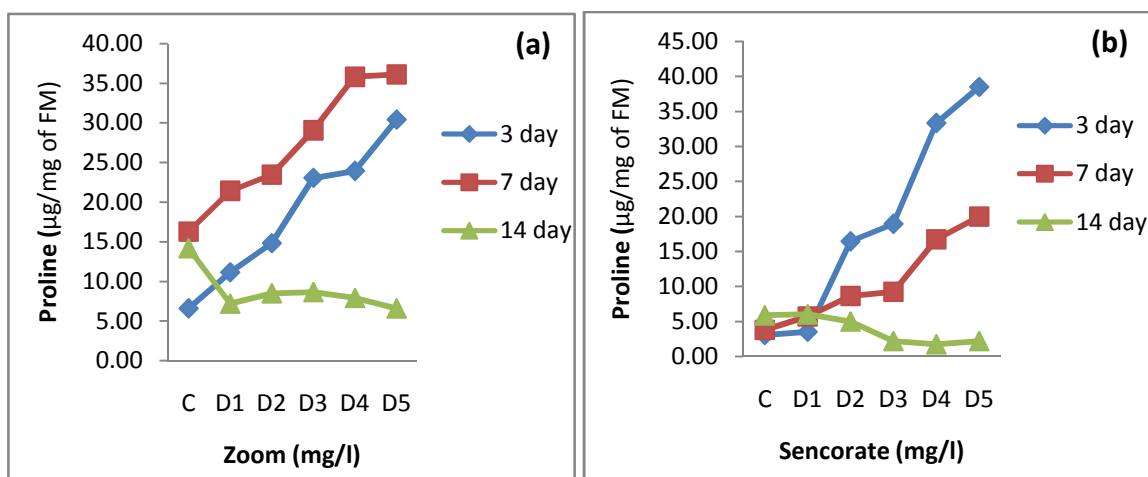 (a)
Proline (µg/mg of FM)
40.00
35.00
30.00
25.00
20.00
15.00
10.00
5.00
0.00
C D1 D2 D3 D4 D5
Zoom (mg/l)
3 day
7 day
14 day
(b)
Proline (µg/mg of FM)
45.00
40.00
35.00
30.00
25.00
20.00
15.00
10.00
5.00
0.00
C D1 D2 D3 D4 D5
Sencorate (mg/l)
3 day
7 day
14 day